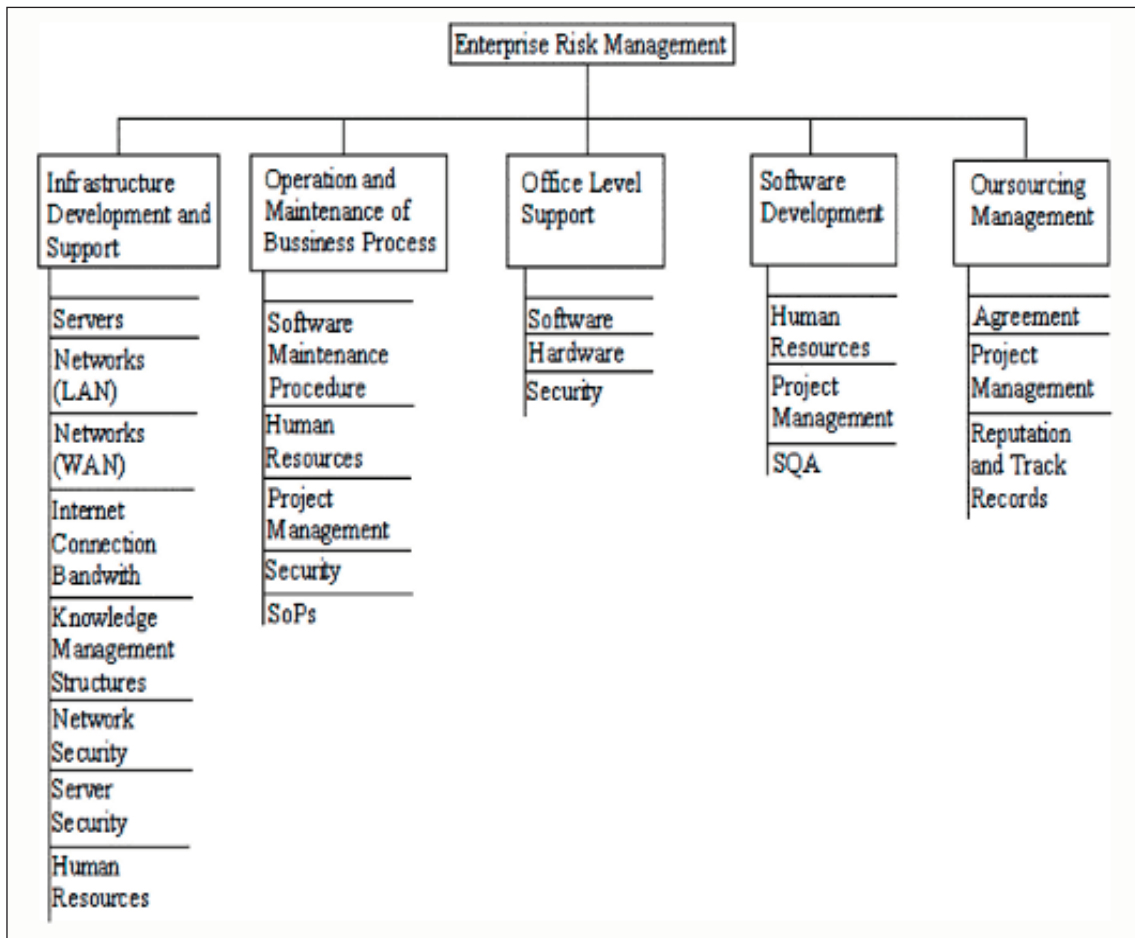 Enterprise Risk Management
Infrastructure
Development and
Support
Servers
Networks
(LAN)
Networks
(WAN)
Internet
Connection
Bandwith
Knowledge
Management
Structures
Network
Security
Server
Security
Human
Resources
Operation and
Maintenance of
Bussiness Process
Software
Maintenance
Procedure
Human
Resources
Project
Management
Security
SoPs
Office Level
Support
Software
Hardware
Security
Software
Development
Human
Resources
Project
Management
SQA
Oursourcing
Management
Agreement
Project
Management
Reputation
and Track
Records